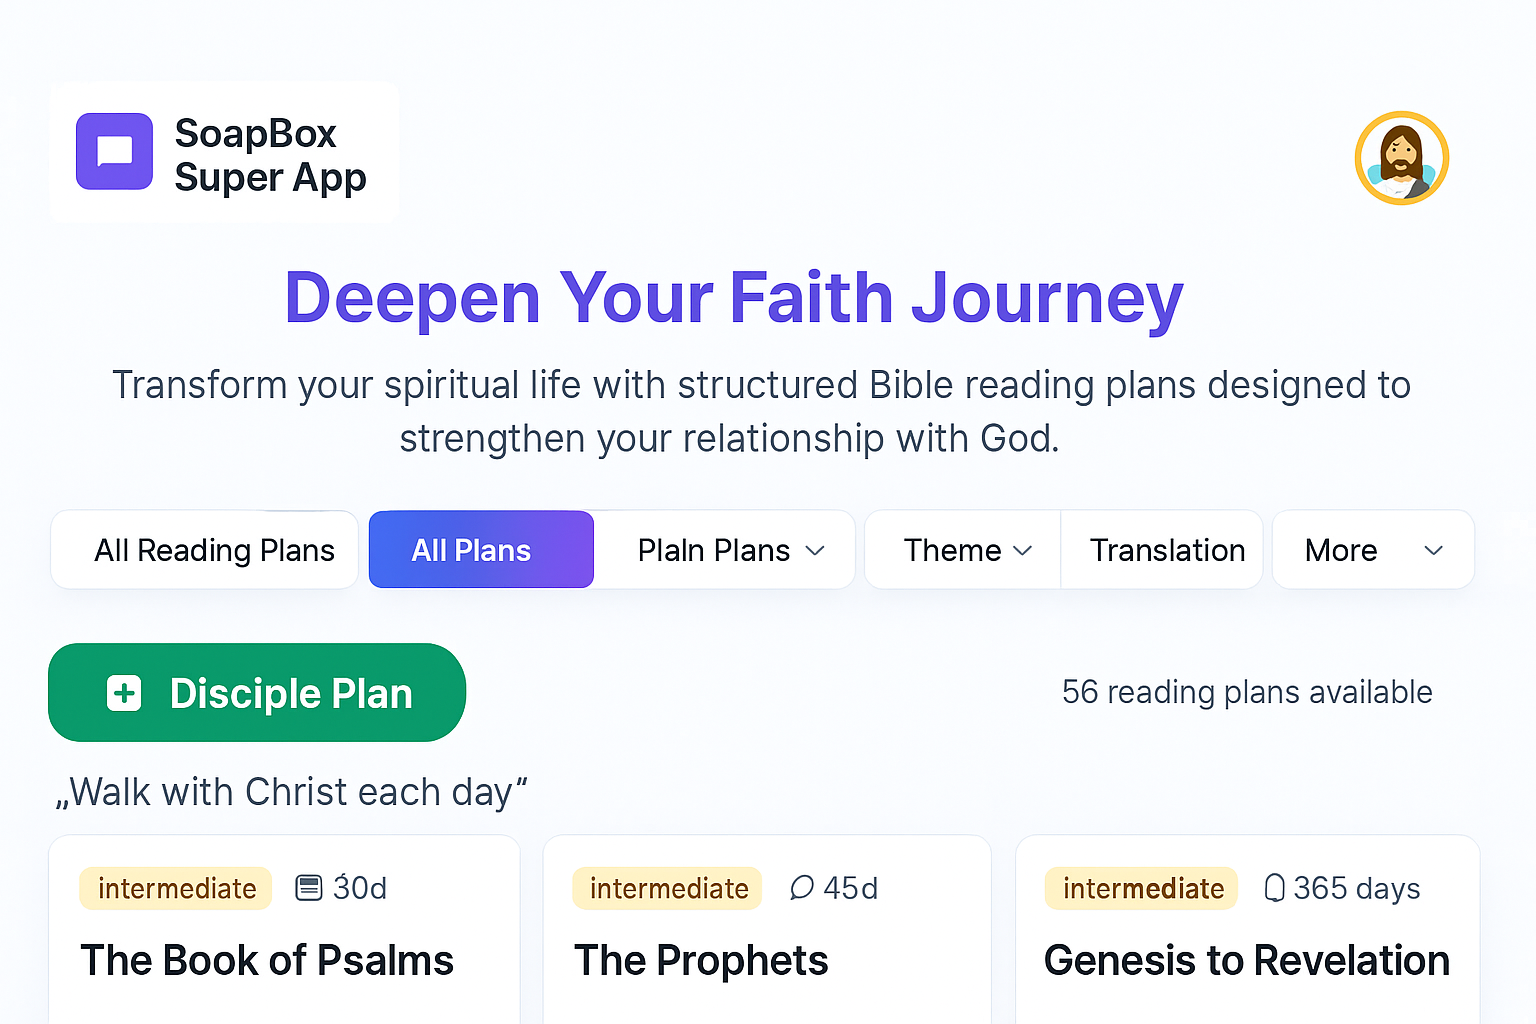 SoapBox
Super App
Deepen Your Faith Journey
Transform your spiritual life with structured Bible reading plans designed to
strengthen your relationship with God.
All Reading Plans All Plans Plaln Plans Theme Translation More
Disciple Plan 56 reading plans available
„Walk with Christ each day“
intermediate 30d intermediate 45d intermediate 365 days
The Book of Psalms The Prophets Genesis to Revelation